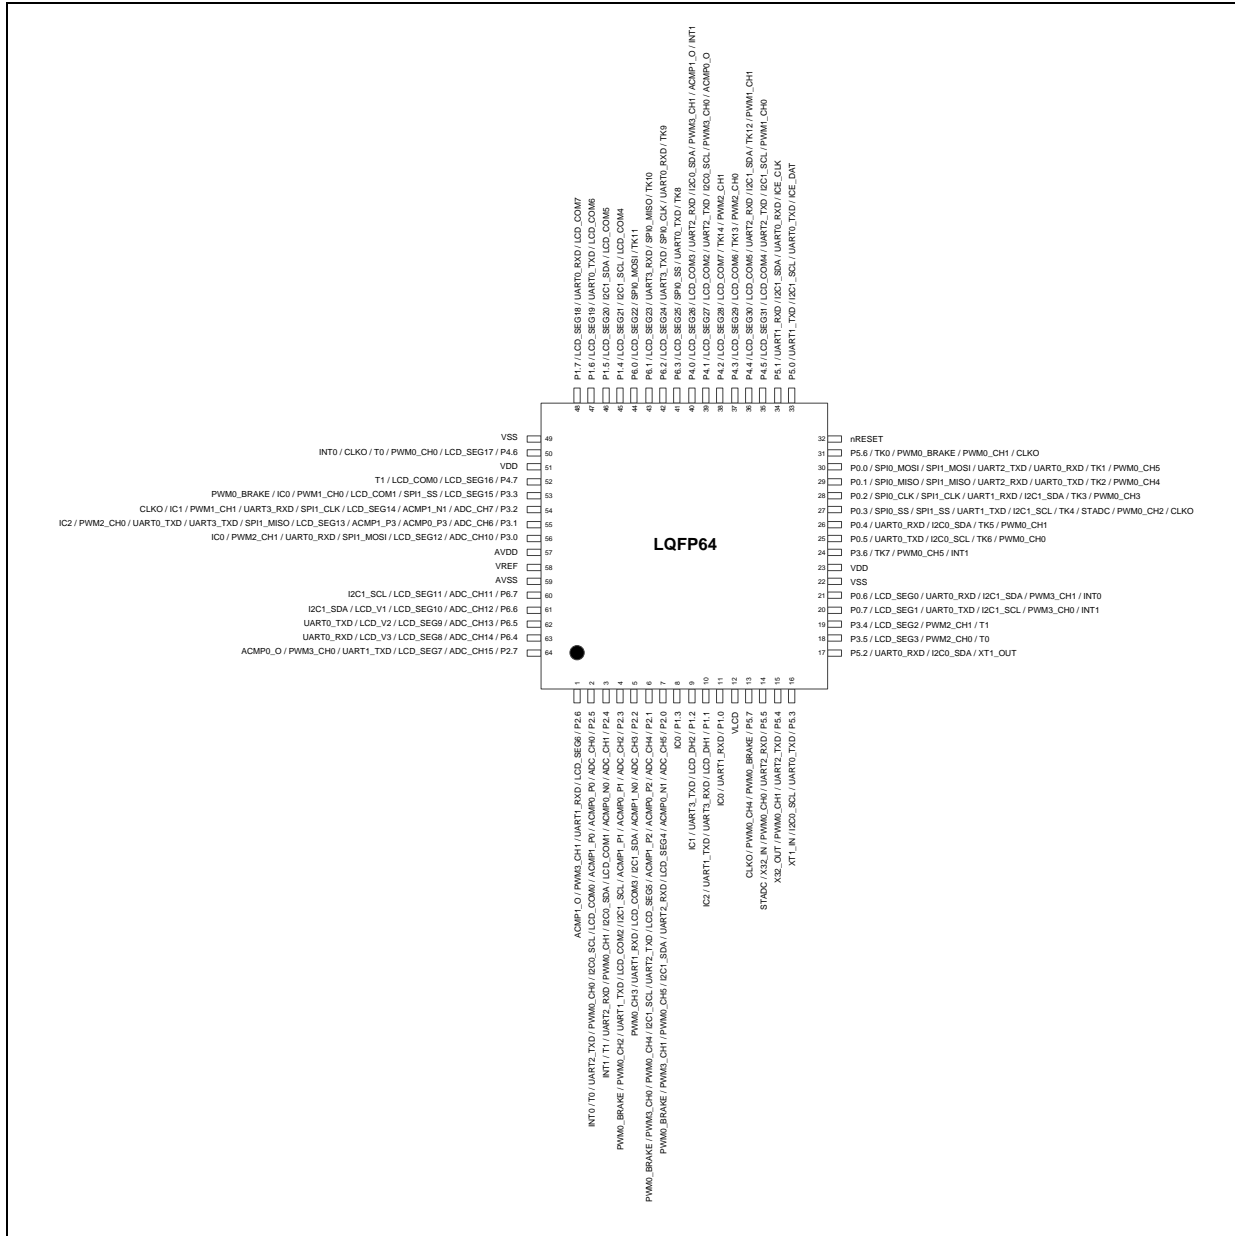 P1.7 / LCD_SEG18 / UART0_RXD / LCD_COM7
P1.6 / LCD_SEG19 / UART0_TXD / LCD_COM6
P1.5 / LCD_SEG20 / I2C1_SDA / LCD_COM5
P1.4 / LCD_SEG21 / I2C1_SCL / LCD_COM4
P6.0 / LCD_SEG22 / SPI0_MOSI / TK11
P6.1 / LCD_SEG23 / UART3_RXD / SPI0_MISO / TK10
P6.2 / LCD_SEG24 / UART3_TXD / SPI0_CLK / UART0_RXD / TK9
P6.3 / LCD_SEG25 / SPI0_SS / UART0_TXD / TK8
P4.0 / LCD_SEG26 / LCD_COM3 / UART2_RXD / I2C0_SDA / PWM3_CH1 / ACMP1_O / INT1
P4.1 / LCD_SEG27 / LCD_COM2 / UART2_TXD / I2C0_SCL / PWM3_CH0 / ACMP0_O
P4.2 / LCD_SEG28 / LCD_COM7 / TK14 / PWM2_CH1
P4.3 / LCD_SEG29 / LCD_COM6 / TK13 / PWM2_CH0
P4.4 / LCD_SEG30 / LCD_COM5 / UART2_RXD / I2C1_SDA / TK12 / PWM1_CH1
P4.5 / LCD_SEG31 / LCD_COM4 / UART2_TXD / I2C1_SCL / PWM1_CH0
P5.1 / UART1_RXD / I2C1_SDA / UART0_RXD / ICE_CLK
P5.0 / UART1_TXD / I2C1_SCL / UART0_TXD / ICE_DAT
48 47 46 45 44 43 42 41 40 39 38 37 36 35 34 33
VSS 49
INT0 / CLKO / T0 / PWM0_CH0 / LCD_SEG17 / P4.6 50
VDD 51
T1 / LCD_COM0 / LCD_SEG16 / P4.7 52
PWM0_BRAKE / IC0 / PWM1_CH0 / LCD_COM1 / SPI1_SS / LCD_SEG15 / P3.3 53
CLKO / IC1 / PWM1_CH1 / UART3_RXD / SPI1_CLK / LCD_SEG14 / ACMP1_N1 / ADC_CH7 / P3.2 54
IC2 / PWM2_CH0 / UART0_TXD / UART3_TXD / SPI1_MISO / LCD_SEG13 / ACMP1_P3 / ACMP0_P3 / ADC_CH6 / P3.1 55
IC0 / PWM2_CH1 / UART0_RXD / SPI1_MOSI / LCD_SEG12 / ADC_CH10 / P3.0 56
AVDD 57
VREF 58
AVSS 59
I2C1_SCL / LCD_SEG11 / ADC_CH11 / P6.7 60
I2C1_SDA / LCD_V1 / LCD_SEG10 / ADC_CH12 / P6.6 61
UART0_TXD / LCD_V2 / LCD_SEG9 / ADC_CH13 / P6.5 62
UART0_RXD / LCD_V3 / LCD_SEG8 / ADC_CH14 / P6.4 63
ACMP0_O / PWM3_CH0 / UART1_TXD / LCD_SEG7 / ADC_CH15 / P2.7 64
LQFP64
32 nRESET
31 P5.6 / TK0 / PWM0_BRAKE / PWM0_CH1 / CLKO
30 P0.0 / SPI0_MOSI / SPI1_MOSI / UART2_TXD / UART0_RXD / TK1 / PWM0_CH5
29 P0.1 / SPI0_MISO / SPI1_MISO / UART2_RXD / UART0_TXD / TK2 / PWM0_CH4
28 P0.2 / SPI0_CLK / SPI1_CLK / UART1_RXD / I2C1_SDA / TK3 / PWM0_CH3
27 P0.3 / SPI0_SS / SPI1_SS / UART1_TXD / I2C1_SCL / TK4 / STADC / PWM0_CH2 / CLKO
26 P0.4 / UART0_RXD / I2C0_SDA / TK5 / PWM0_CH1
25 P0.5 / UART0_TXD / I2C0_SCL / TK6 / PWM0_CH0
24 P3.6 / TK7 / PWM0_CH5 / INT1
23 VDD
22 VSS
21 P0.6 / LCD_SEG0 / UART0_RXD / I2C1_SDA / PWM3_CH1 / INT0
20 P0.7 / LCD_SEG1 / UART0_TXD / I2C1_SCL / PWM3_CH0 / INT1
19 P3.4 / LCD_SEG2 / PWM2_CH1 / T1
18 P3.5 / LCD_SEG3 / PWM2_CH0 / T0
17 P5.2 / UART0_RXD / I2C0_SDA / XT1_OUT
1 2 3 4 5 6 7 8 9 10 11 12 13 14 15 16
ACMP1_O / PWM3_CH1 / UART1_RXD / LCD_SEG6 / P2.6
INT0 / T0 / UART2_TXD / PWM0_CH0 / I2C0_SCL / LCD_COM0 / ACMP1_P0 / ACMP0_P0 / ADC_CH0 / P2.5
INT1 / T1 / UART2_RXD / PWM0_CH1 / I2C0_SDA / LCD_COM1 / ACMP0_N0 / ADC_CH1 / P2.4
PWM0_BRAKE / PWM0_CH2 / UART1_TXD / LCD_COM2 / I2C1_SCL / ACMP1_P1 / ACMP0_P1 / ADC_CH2 / P2.3
PWM0_CH3 / UART1_RXD / LCD_COM3 / I2C1_SDA / ACMP1_N0 / ADC_CH3 / P2.2
PWM0_BRAKE / PWM3_CH0 / PWM0_CH4 / I2C1_SCL / UART2_TXD / LCD_SEG5 / ACMP1_P2 / ACMP0_P2 / ADC_CH4 / P2.1
PWM0_BRAKE / PWM3_CH1 / PWM0_CH5 / I2C1_SDA / UART2_RXD / LCD_SEG4 / ACMP0_N1 / ADC_CH5 / P2.0
IC0 / P1.3
IC1 / UART3_TXD / LCD_DH2 / P1.2
IC2 / UART1_TXD / UART3_RXD / LCD_DH1 / P1.1
IC0 / UART1_RXD / P1.0
VLCD
CLKO / PWM0_CH4 / PWM0_BRAKE / P5.7
STADC / X32_IN / PWM0_CH0 / UART2_RXD / P5.5
X32_OUT / PWM0_CH1 / UART2_TXD / P5.4
XT1_IN / I2C0_SCL / UART0_TXD / P5.3